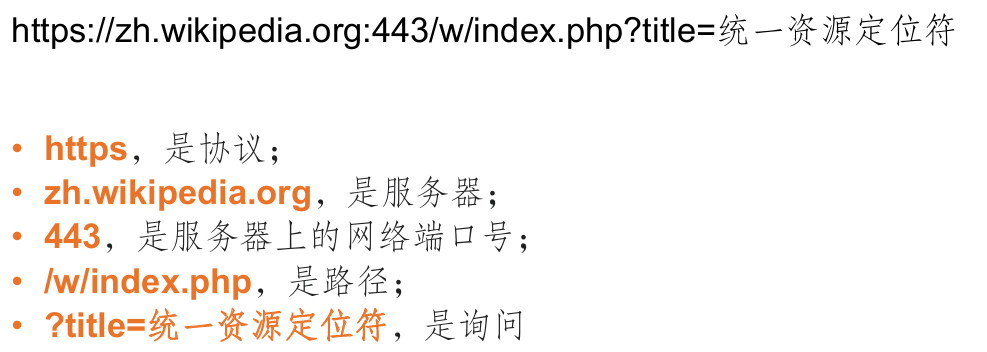 https://zh.wikipedia.org:443/w/index.php?title=统一资源定位符
• https，是协议；
• zh.wikipedia.org，是服务器；
• 443，是服务器上的网络端口号；
• /w/index.php，是路径；
• ?title=统一资源定位符，是询问